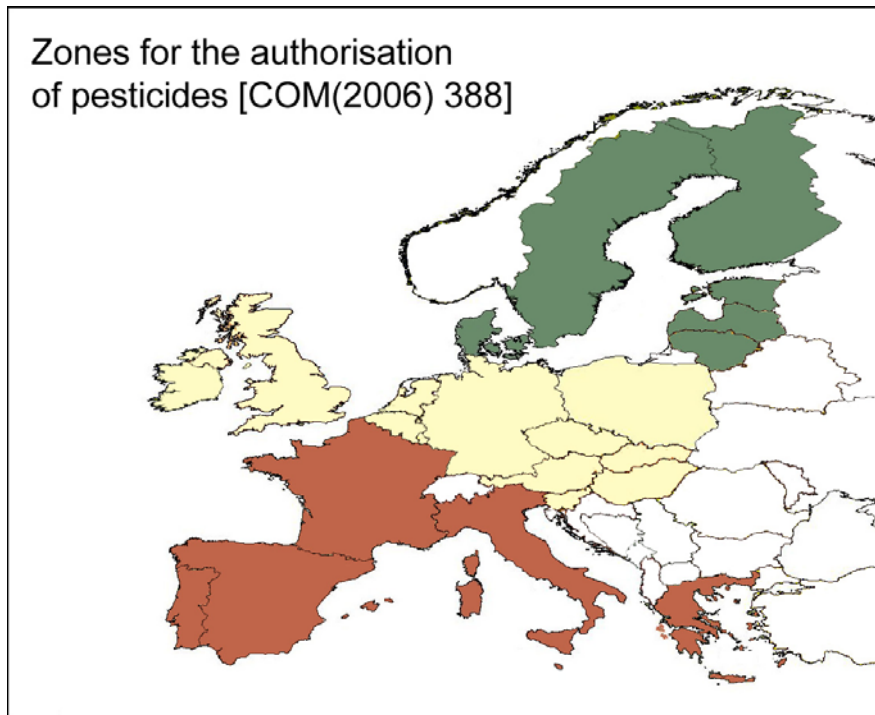 Zones for the authorisation
of pesticides [COM(2006) 388]